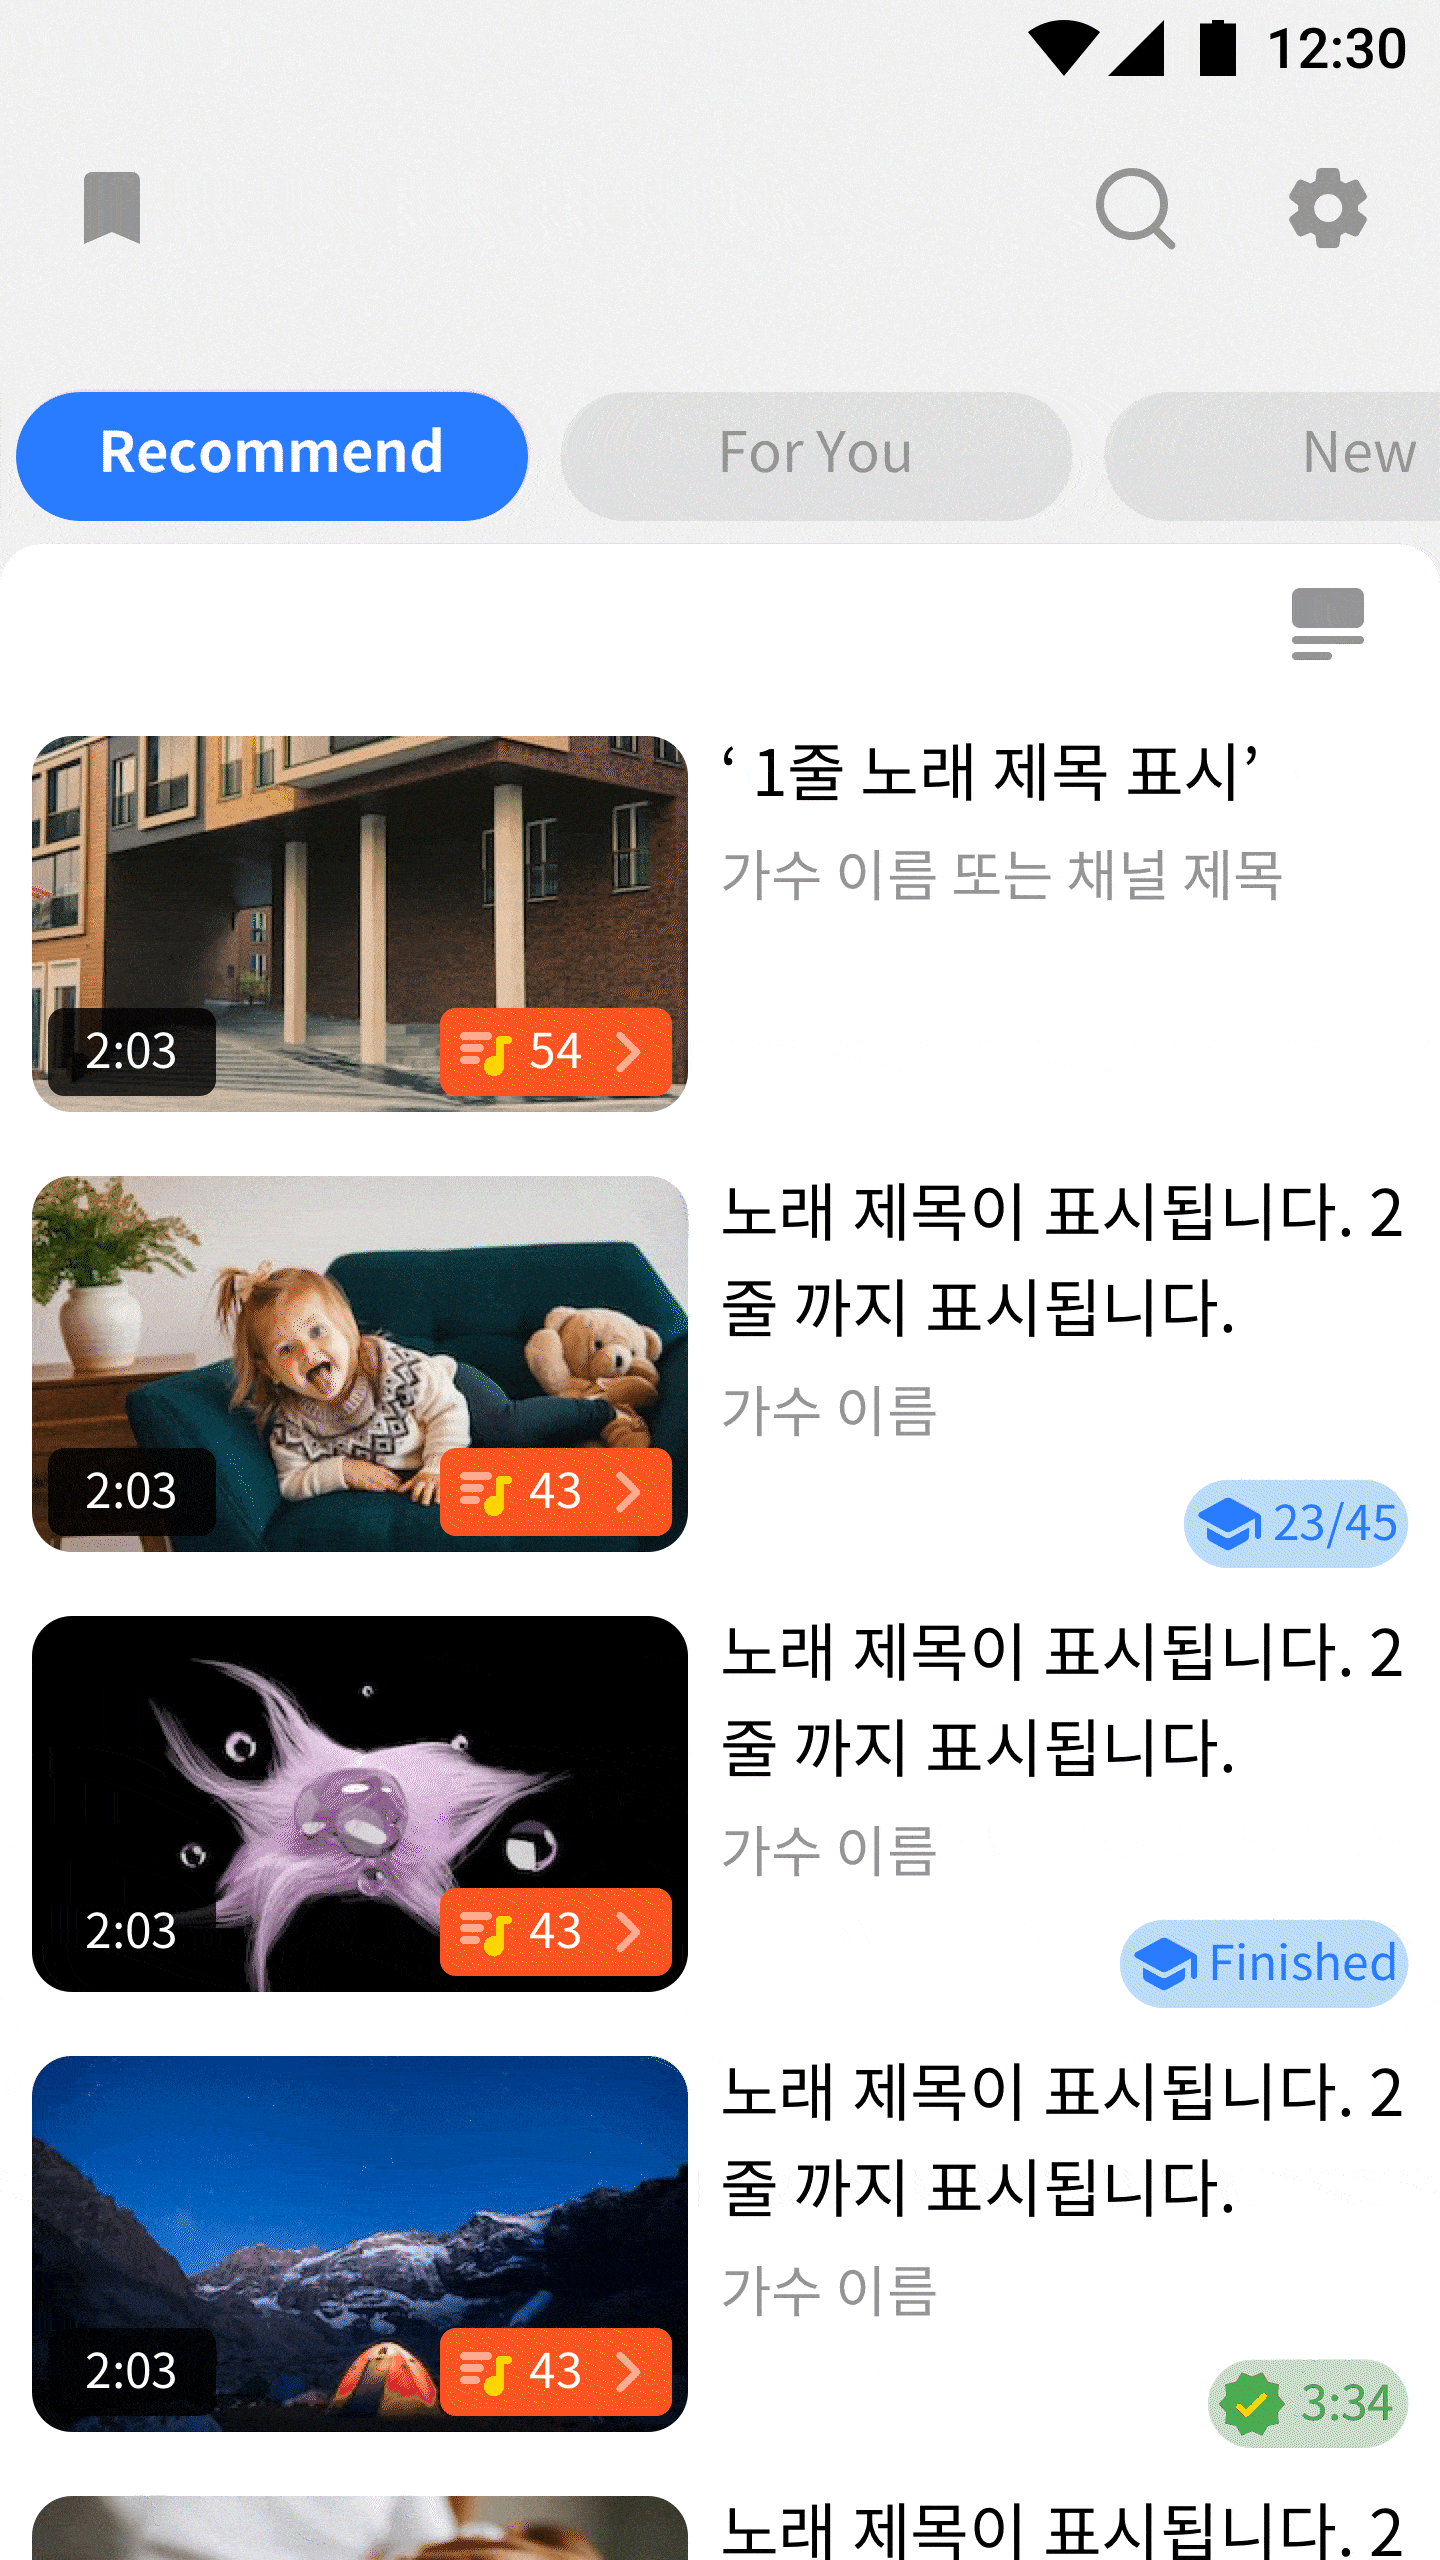 12:30
Recommend
For You
New
‘ 1줄 노래 제목 표시’
가수 이름 또는 채널 제목
2:03
54
노래 제목이 표시됩니다. 2
줄 까지 표시됩니다.
가수 이름
2:03
43
23/45
노래 제목이 표시됩니다. 2
줄 까지 표시됩니다.
가수 이름
2:03
43
Finished
노래 제목이 표시됩니다. 2
줄 까지 표시됩니다.
가수 이름
2:03
43
3:34
노래 제목이 표시됩니다. 2